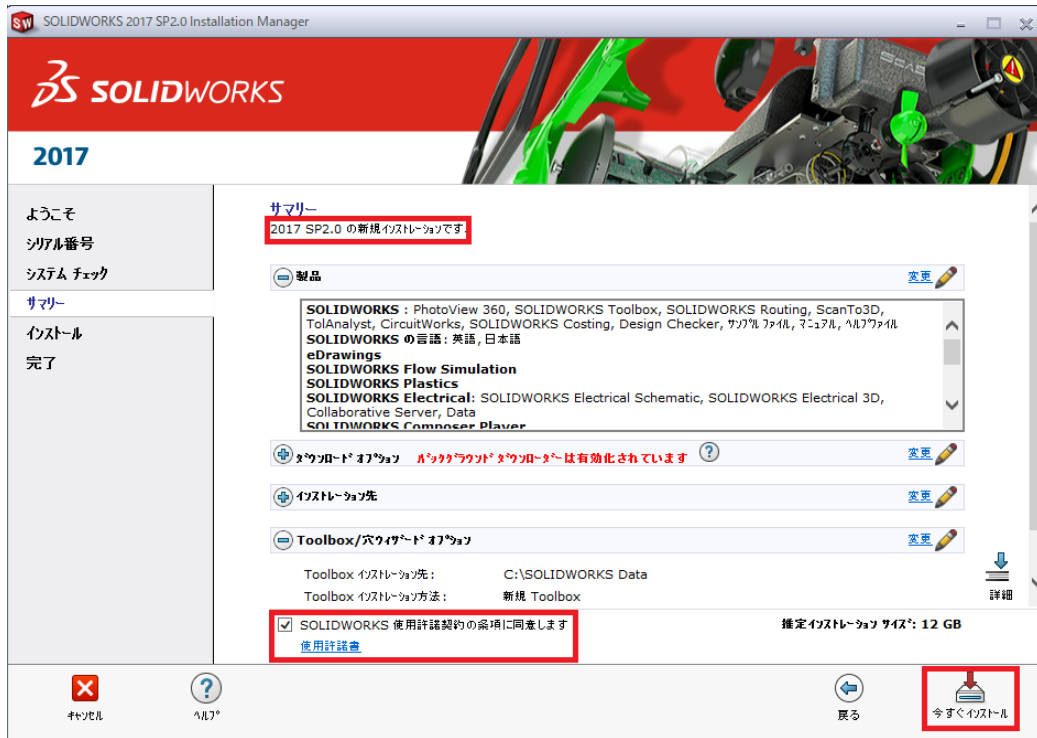 SOLIDWORKS 2017 SP2.0 Installation Manager
SOLIDWORKS
2017
ようこそ
ｼﾘｱﾙ番号
ｼｽﾃﾑ ﾁｪｯｸ
ｻﾏﾘｰ
ｲﾝｽﾄｰﾙ
完了
ｻﾏﾘｰ
2017 SP2.0 の新規ｲﾝｽﾄﾚｰｼｮﾝです.
製品
変更
SOLIDWORKS : PhotoView 360, SOLIDWORKS Toolbox, SOLIDWORKS Routing, ScanTo3D,
TolAnalyst, CircuitWorks, SOLIDWORKS Costing, Design Checker, ｻﾝﾌﾟﾙ ﾌｧｲﾙ, ﾏﾆｭｱﾙ, ﾍﾙﾌﾟﾌｧｲﾙ
SOLIDWORKS の言語: 英語, 日本語
eDrawings
SOLIDWORKS Flow Simulation
SOLIDWORKS Plastics
SOLIDWORKS Electrical: SOLIDWORKS Electrical Schematic, SOLIDWORKS Electrical 3D,
Collaborative Server, Data
SOLIDWORKS Composer Player
ﾀﾞｳﾝﾛｰﾄﾞ ｵﾌﾟｼｮﾝ ﾊﾞｯｸｸﾞﾗｳﾝﾄﾞ ﾀﾞｳﾝﾛｰﾀﾞｰは有効化されています ?
変更
ｲﾝｽﾄﾚｰｼｮﾝ先
変更
Toolbox/穴ｳｨｻﾞｰﾄﾞ ｵﾌﾟｼｮﾝ
変更
Toolbox ｲﾝｽﾄﾚｰｼｮﾝ先: C:\SOLIDWORKS Data
Toolbox ｲﾝｽﾄﾚｰｼｮﾝ方法: 新規 Toolbox
詳細
SOLIDWORKS 使用許諾契約の条項に同意します
使用許諾書
推定ｲﾝｽﾄﾚｰｼｮﾝ ｻｲｽﾞ: 12 GB
ｷｬﾝｾﾙ
ﾍﾙﾌﾟ
戻る
今すぐｲﾝｽﾄｰﾙ